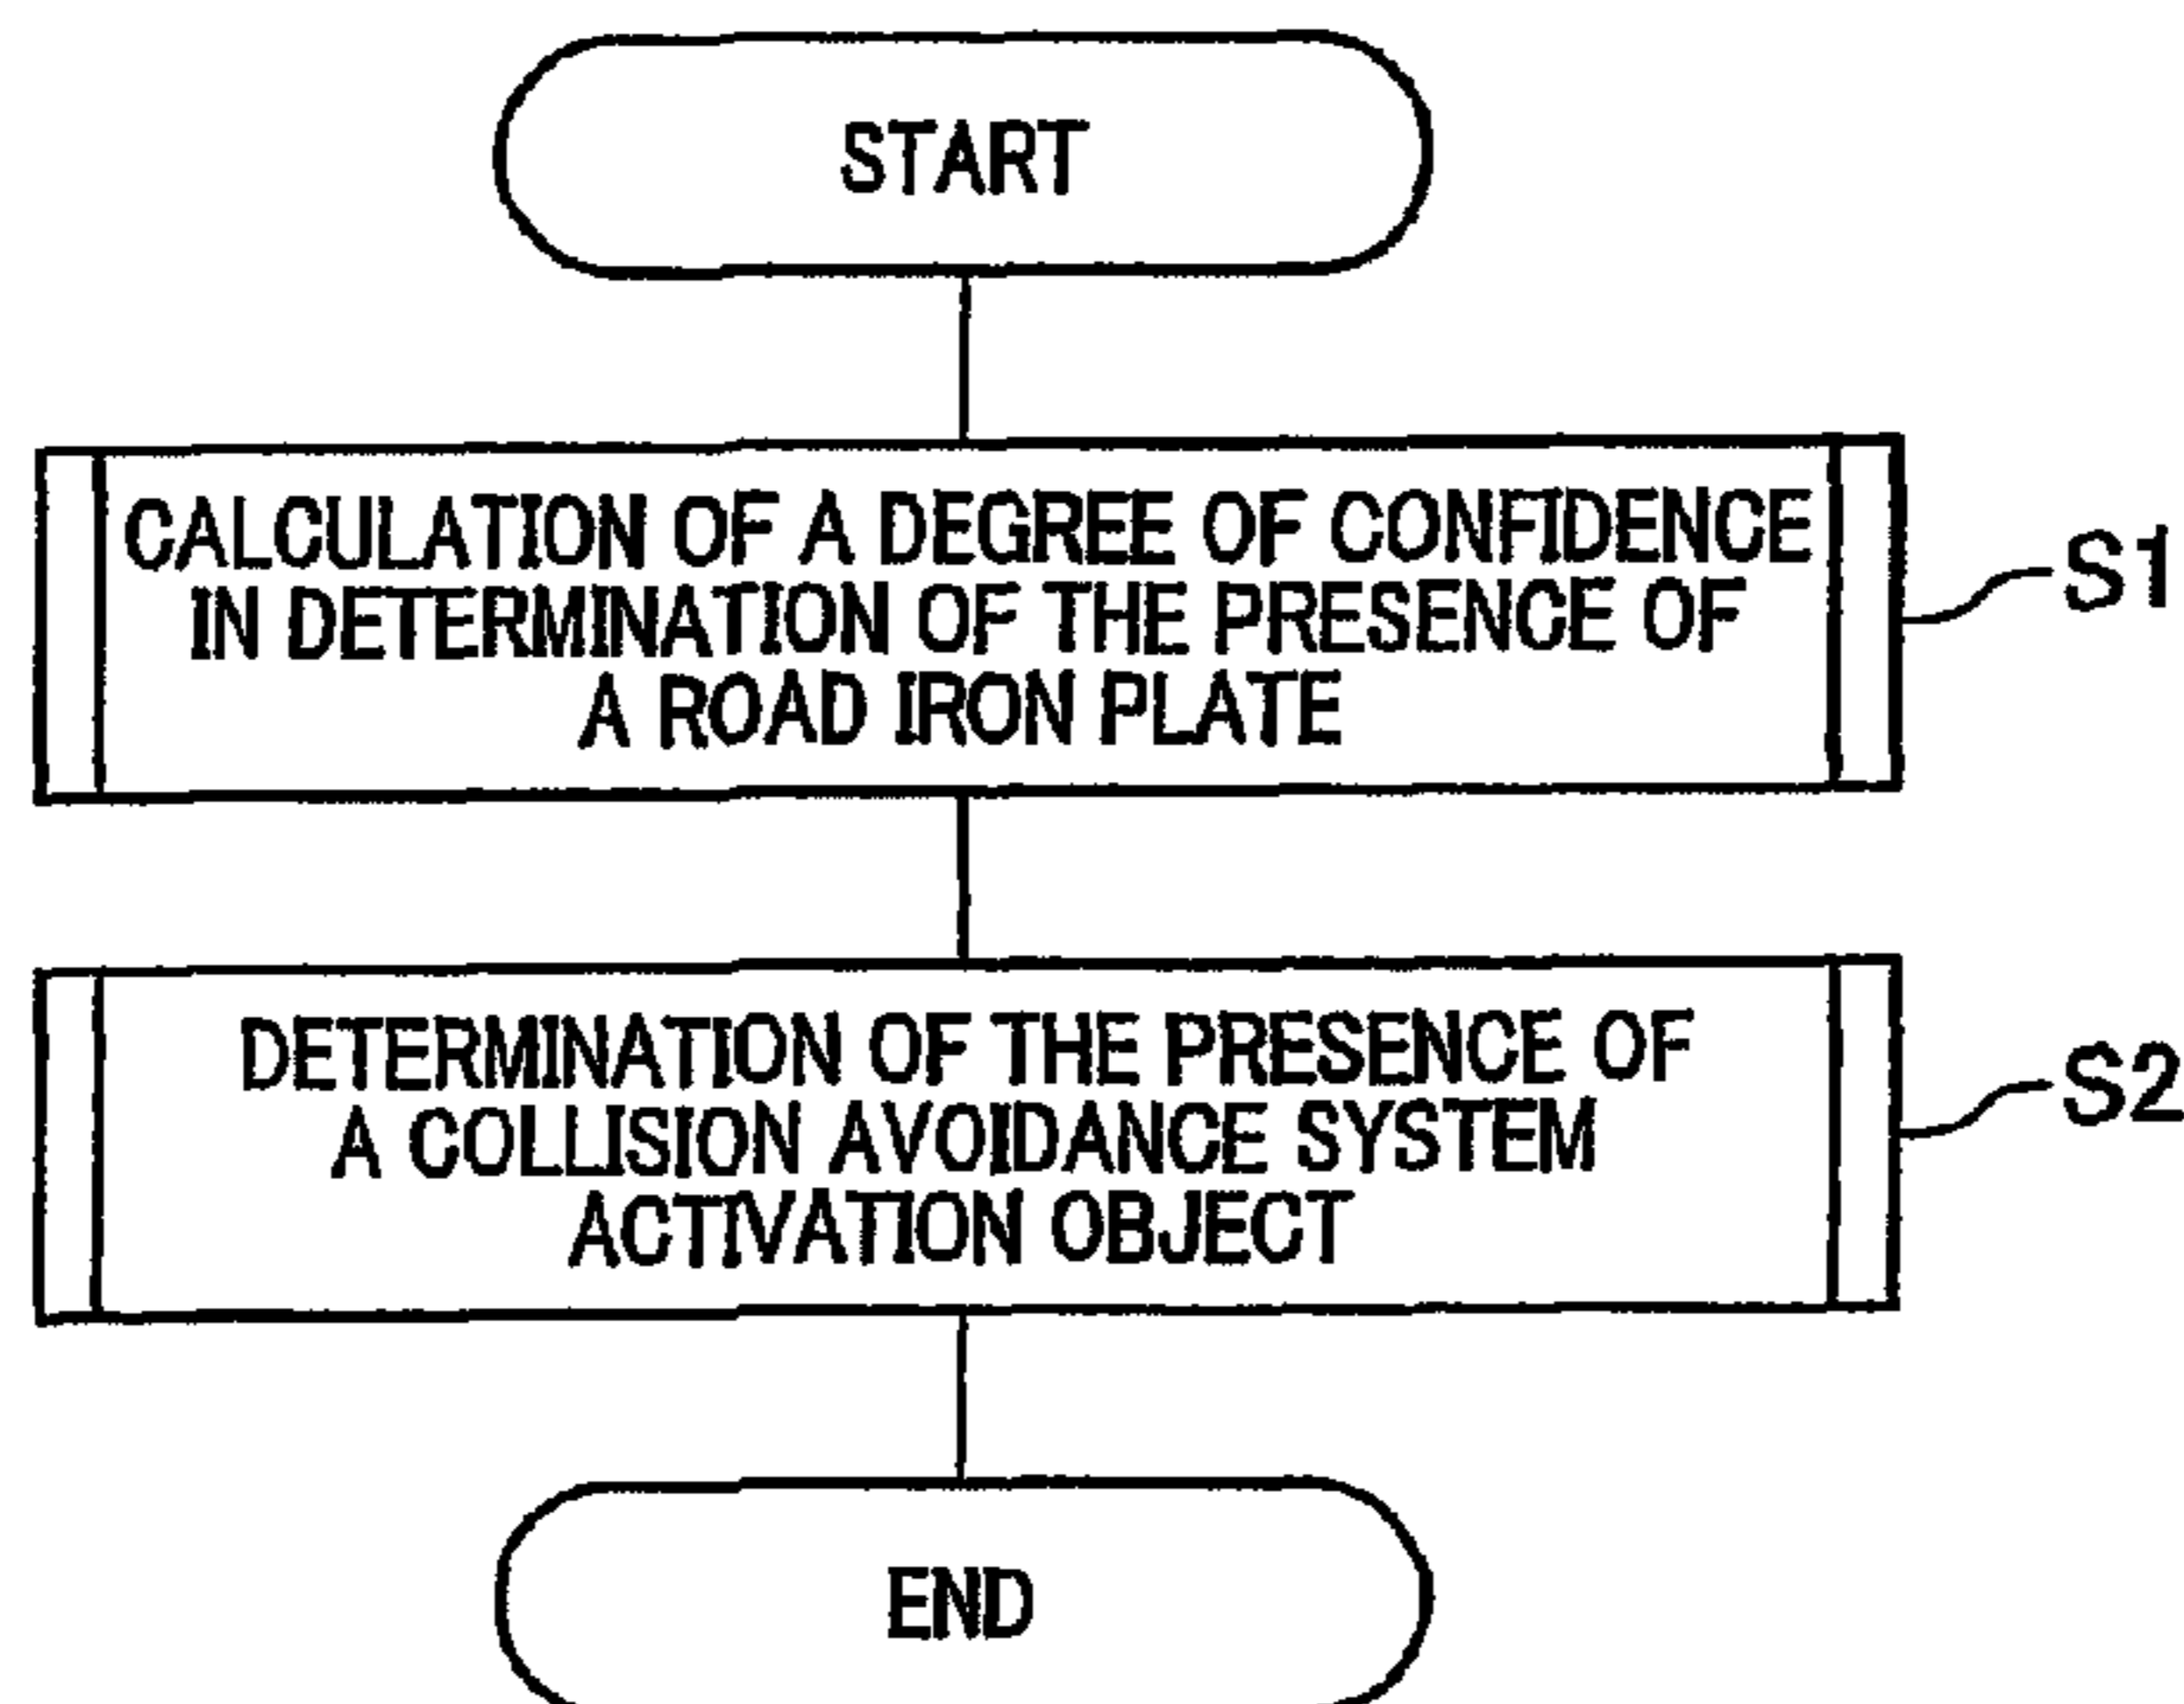 START
CALCULATION OF A DEGREE OF CONFIDENCE
IN DETERMINATION OF THE PRESENCE OF
A ROAD IRON PLATE
S1
DETERMINATION OF THE PRESENCE OF
A COLLISION AVOIDANCE SYSTEM
ACTIVATION OBJECT
S2
END